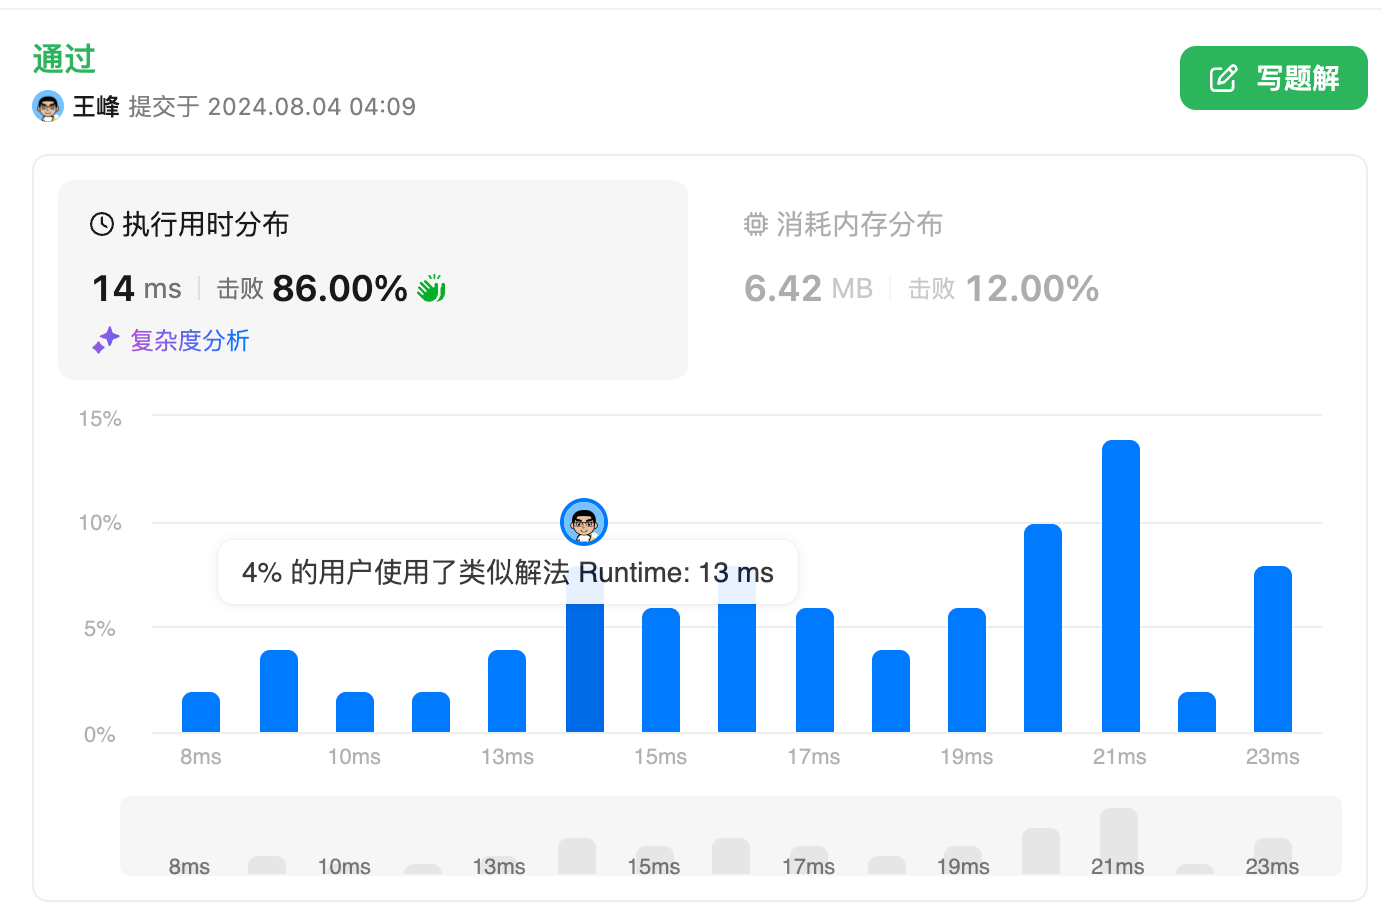 通过
写题解
王峰 提交于 2024.08.04 04:09
执行用时分布
14 ms 击败 86.00%
复杂度分析
消耗内存分布
6.42 MB 击败 12.00%
15%
10%
4% 的用户使用了类似解法 Runtime: 13 ms
5%
0%
8ms 10ms 13ms 15ms 17ms 19ms 21ms 23ms
8ms 10ms 13ms 15ms 17ms 19ms 21ms 23ms